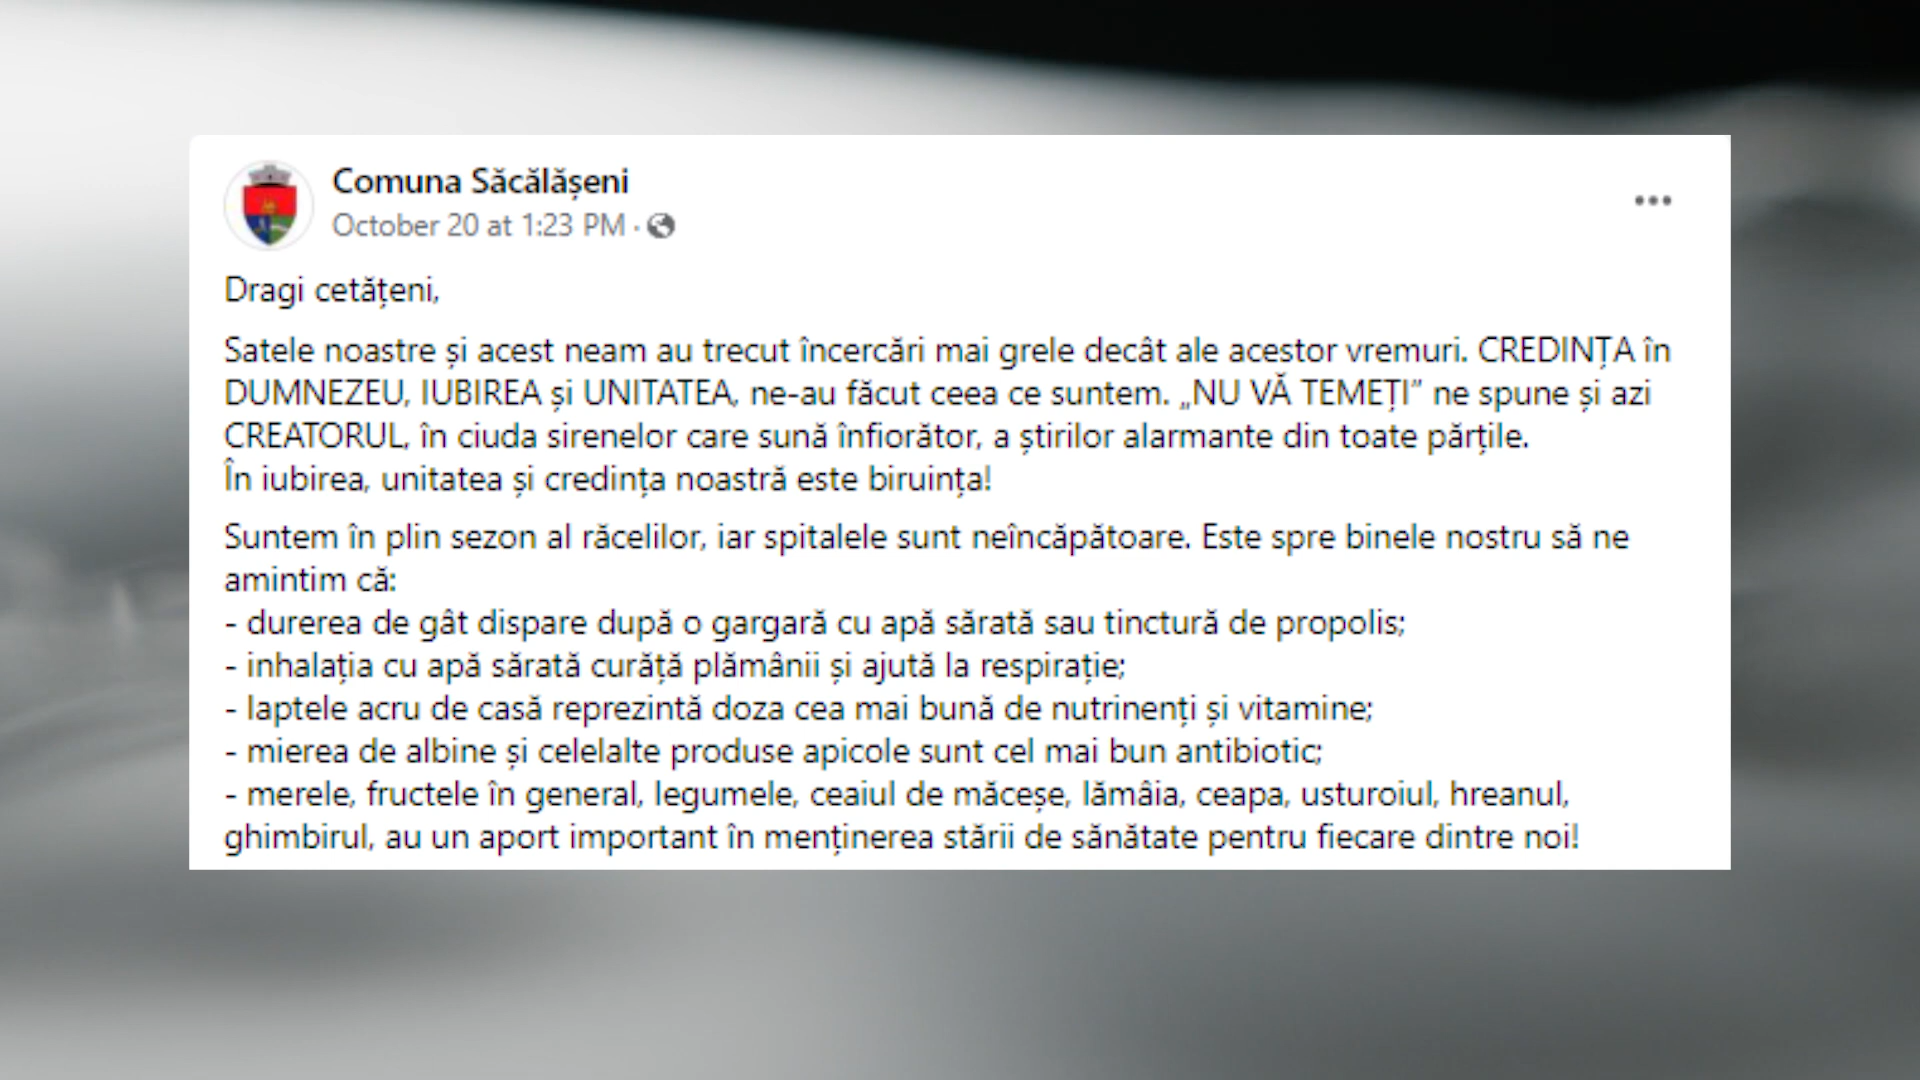 Comuna Săcălășeni
October 20 at 1:23 PM ·
Dragi cetățeni,
Satele noastre și acest neam au trecut încercări mai grele decât ale acestor vremuri. CREDINȚA în
DUMNEZEU, IUBIREA și UNITATEA, ne-au făcut ceea ce suntem. „NU VĂ TEMEȚI” ne spune și azi
CREATORUL, în ciuda sirenelor care sună înfiorător, a știrilor alarmante din toate părțile.
În iubirea, unitatea și credința noastră este biruința!
Suntem în plin sezon al răcelilor, iar spitalele sunt neîncăpătoare. Este spre binele nostru să ne
amintim că:
- durerea de gât dispare după o gargară cu apă sărată sau tinctură de propolis;
- inhalația cu apă sărată curăță plămânii și ajută la respirație;
- laptele acru de casă reprezintă doza cea mai bună de nutrinenți și vitamine;
- mierea de albine și celelalte produse apicole sunt cel mai bun antibiotic;
- merele, fructele în general, legumele, ceaiul de măceșe, lămâia, ceapa, usturoiul, hreanul,
ghimbirul, au un aport important în menținerea stării de sănătate pentru fiecare dintre noi!